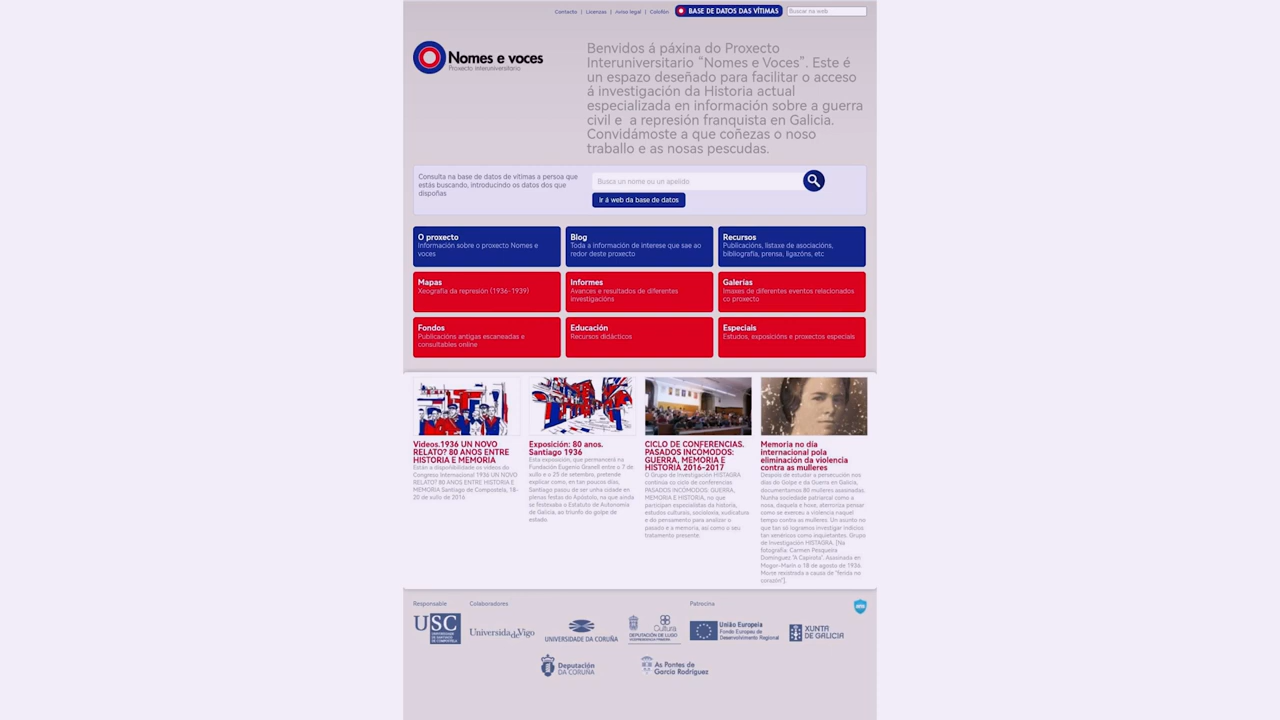 Contacto | Licenzas | Aviso legal | Colofón
BASE DE DATOS DAS VÍTIMAS
Buscar na web
Nomes e voces
Proxecto Interuniversitario
Benvidos á páxina do Proxecto
Interuniversitario "Nomes e Voces". Este é
un espazo deseñado para facilitar o acceso
á investigación da Historia actual
especializada en información sobre a guerra
civil e a represión franquista en Galicia.
Convidámoste a que coñezas o noso
traballo e as nosas pescudas.
Consulta na base de datos de vítimas a persoa que
estás buscando, introducindo os datos dos que
dispoñas
Busca un nome ou un apelido
Ir á web da base de datos
O proxecto
Información sobre o proxecto Nomes e
voces
Blog
Toda a información de interese que sae ao
redor deste proxecto
Recursos
Publicacións, listaxe de asociacións,
bibliografía, prensa, ligazóns, etc
Mapas
Xeografía da represión (1936-1939)
Informes
Avances e resultados de diferentes
investigacións
Galerías
Imaxes de diferentes eventos relacionados
co proxecto
Fondos
Publicacións antigas escaneadas e
consultables online
Educación
Recursos didácticos
Especiais
Estudos, exposicións e proxectos especiais
Videos.1936 UN NOVO
RELATO? 80 ANOS ENTRE
HISTORIA E MEMORIA
Están a disposibilidade os vídeos do
Congreso Internacional 1936 UN NOVO
RELATO? 80 ANOS ENTRE HISTORIA E
MEMORIA Santiago de Compostela, 18-
20 de xullo de 2016
Exposición: 80 anos.
Santiago 1936
Esta exposición, que permanecerá na
Fundación Eugenio Granell entre o 7 de
xullo e o 25 de setembro, pretende
explicar como, en tan poucos días,
Santiago pasou de ser unha cidade en
plenas festas do Apóstolo, na que aínda
se festexaba o Estatuto de Autonomía
de Galicia, ao triunfo do golpe de
estado.
CICLO DE CONFERENCIAS.
PASADOS INCÓMODOS:
GUERRA, MEMORIA E
HISTORIA 2016-2017
O Grupo de Investigación HISTAGRA
continúa co ciclo de conferencias
PASADOS INCÓMODOS: GUERRA,
MEMORIA E HISTORIA, no que
participan especialistas da historia,
estudos culturais, socioloxía, xudicatura
e do pensamento para analizar o
pasado e a memoria, así como o seu
tratamento presente.
Memoria no día
internacional pola
eliminación da violencia
contra as mulleres
Despois de estudar a persecución nos
días do Golpe e da Guerra en Galicia,
documentamos 80 mulleres asasinadas.
Nunha sociedade patriarcal como a
nosa, daquela e hoxe, aterroriza pensar
como se exerceu a violencia naquel
tempo contra as mulleres. Un asunto no
que tan só logramos investigar indicios
tan xenéricos como inquietantes. Grupo
de Investigación HISTAGRA. [Na
fotografía: Carmen Pesqueira
Domínguez "A Capirota". Asasinada en
Mogor-Marín o 18 de agosto de 1936.
Morre rexistrada a causa de "ferida no
corazón"].
Responsable
Colaboradores
Patrocina
USC
UNIVERSIDADE
DE SANTIAGO
DE COMPOSTELA
UniversidadeVigo
UNIVERSIDADE DA CORUÑA
Cultura
DEPUTACIÓN DE LUGO
União Europeia
Fondo Europeu de
Desenvolvimento Regional
XUNTA
DE GALICIA
Deputación
DA CORUÑA
As Pontes de
García Rodríguez